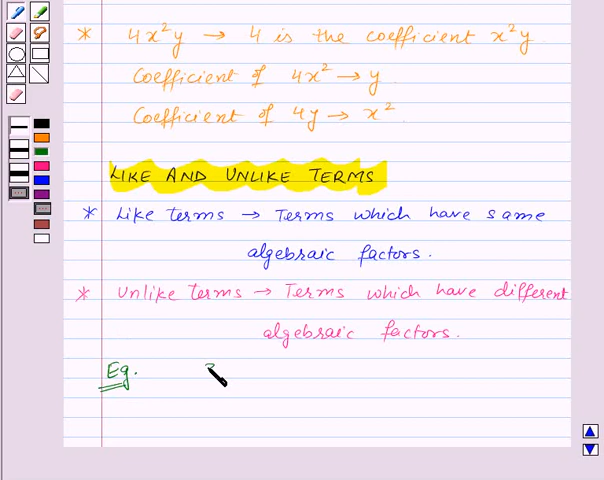 * 4x²y → 4 is the coefficient x²y
Coefficient of 4x² → y
Coefficient of 4y → x²
LIKE AND UNLIKE TERMS
* Like terms → Terms which have same
algebraic factors.
* Unlike terms → Terms which have different
algebraic factors.
Eg.